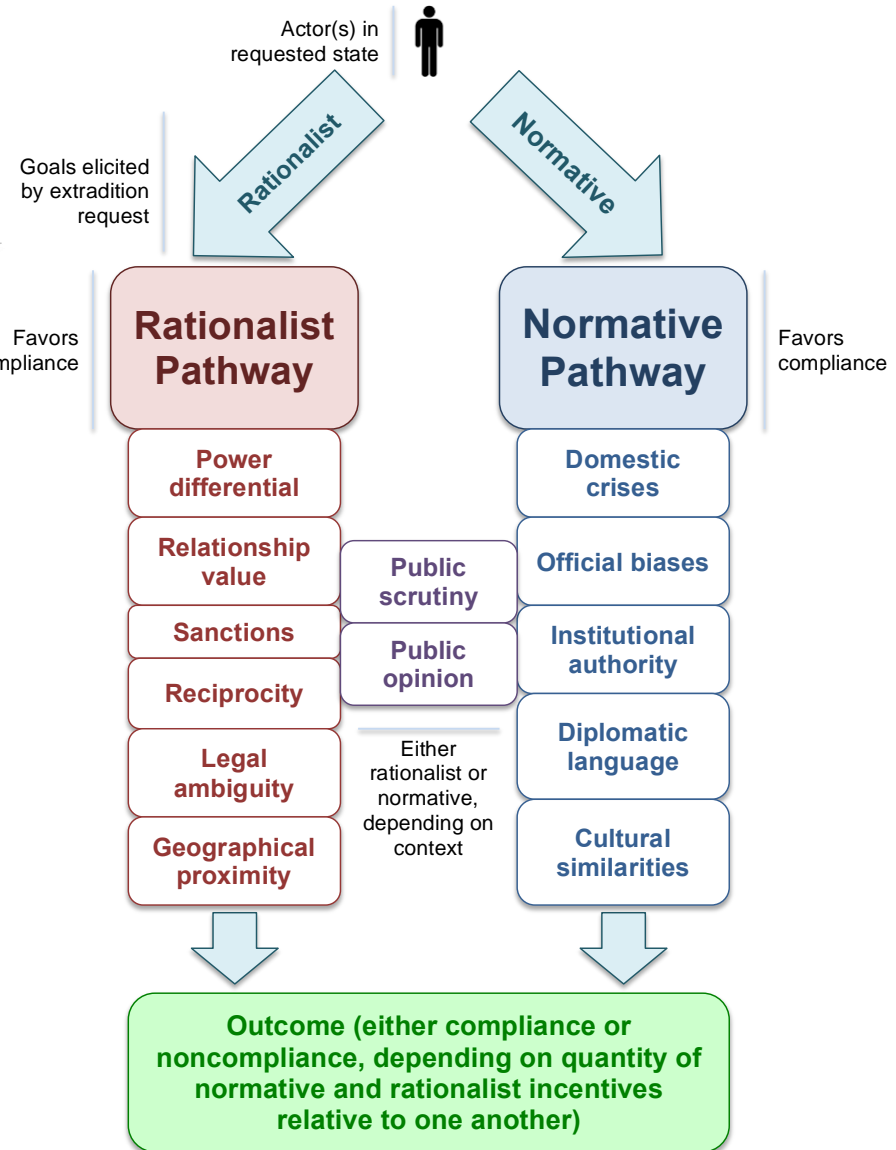 Actor(s) in
requested state
Rationalist
Normative
Goals elicited
by extradition
request
Favors
mpliance
Rationalist
Pathway
Normative
Pathway
Favors
compliance
Power
differential
Relationship
value
Sanctions
Reciprocity
Legal
ambiguity
Geographical
proximity
Public
scrutiny
Public
opinion
Either
rationalist or
normative,
depending on
context
Domestic
crises
Official biases
Institutional
authority
Diplomatic
language
Cultural
similarities
Outcome (either compliance or
noncompliance, depending on quantity of
normative and rationalist incentives
relative to one another)